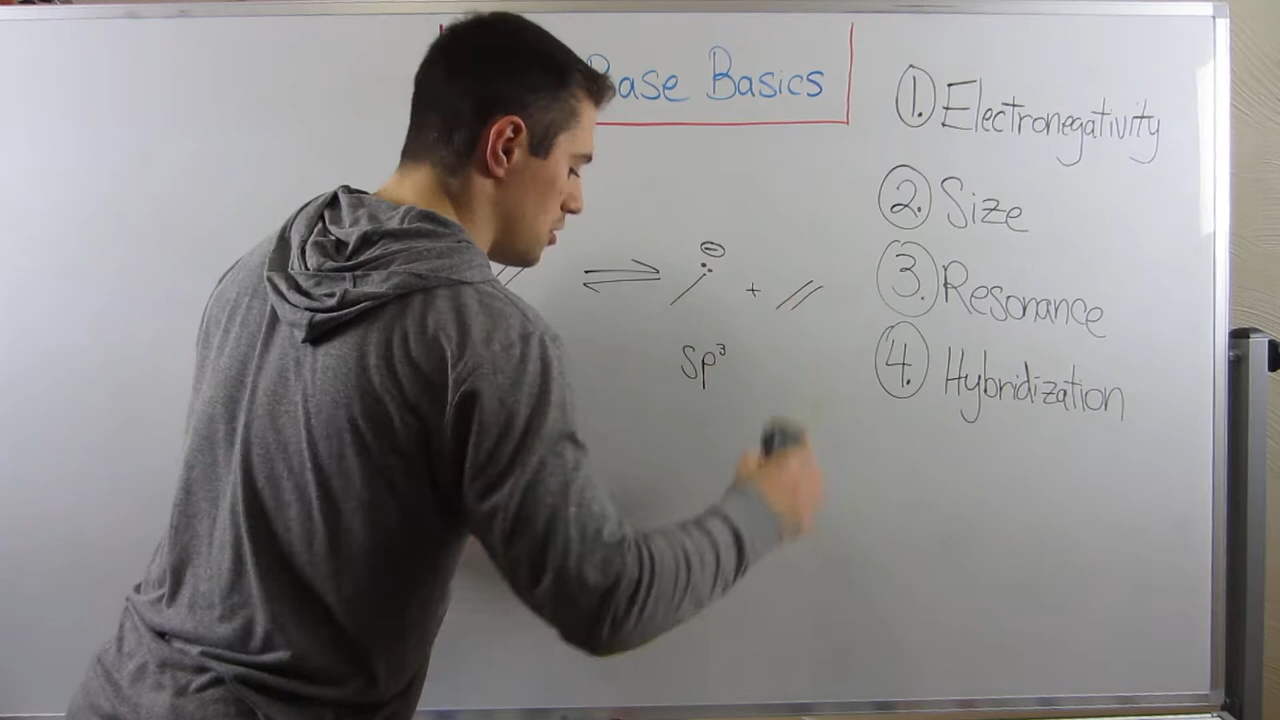 Base Basics
1. Electronegativity
2. Size
3. Resonance
4. Hybridization
⊖
+
Sp³